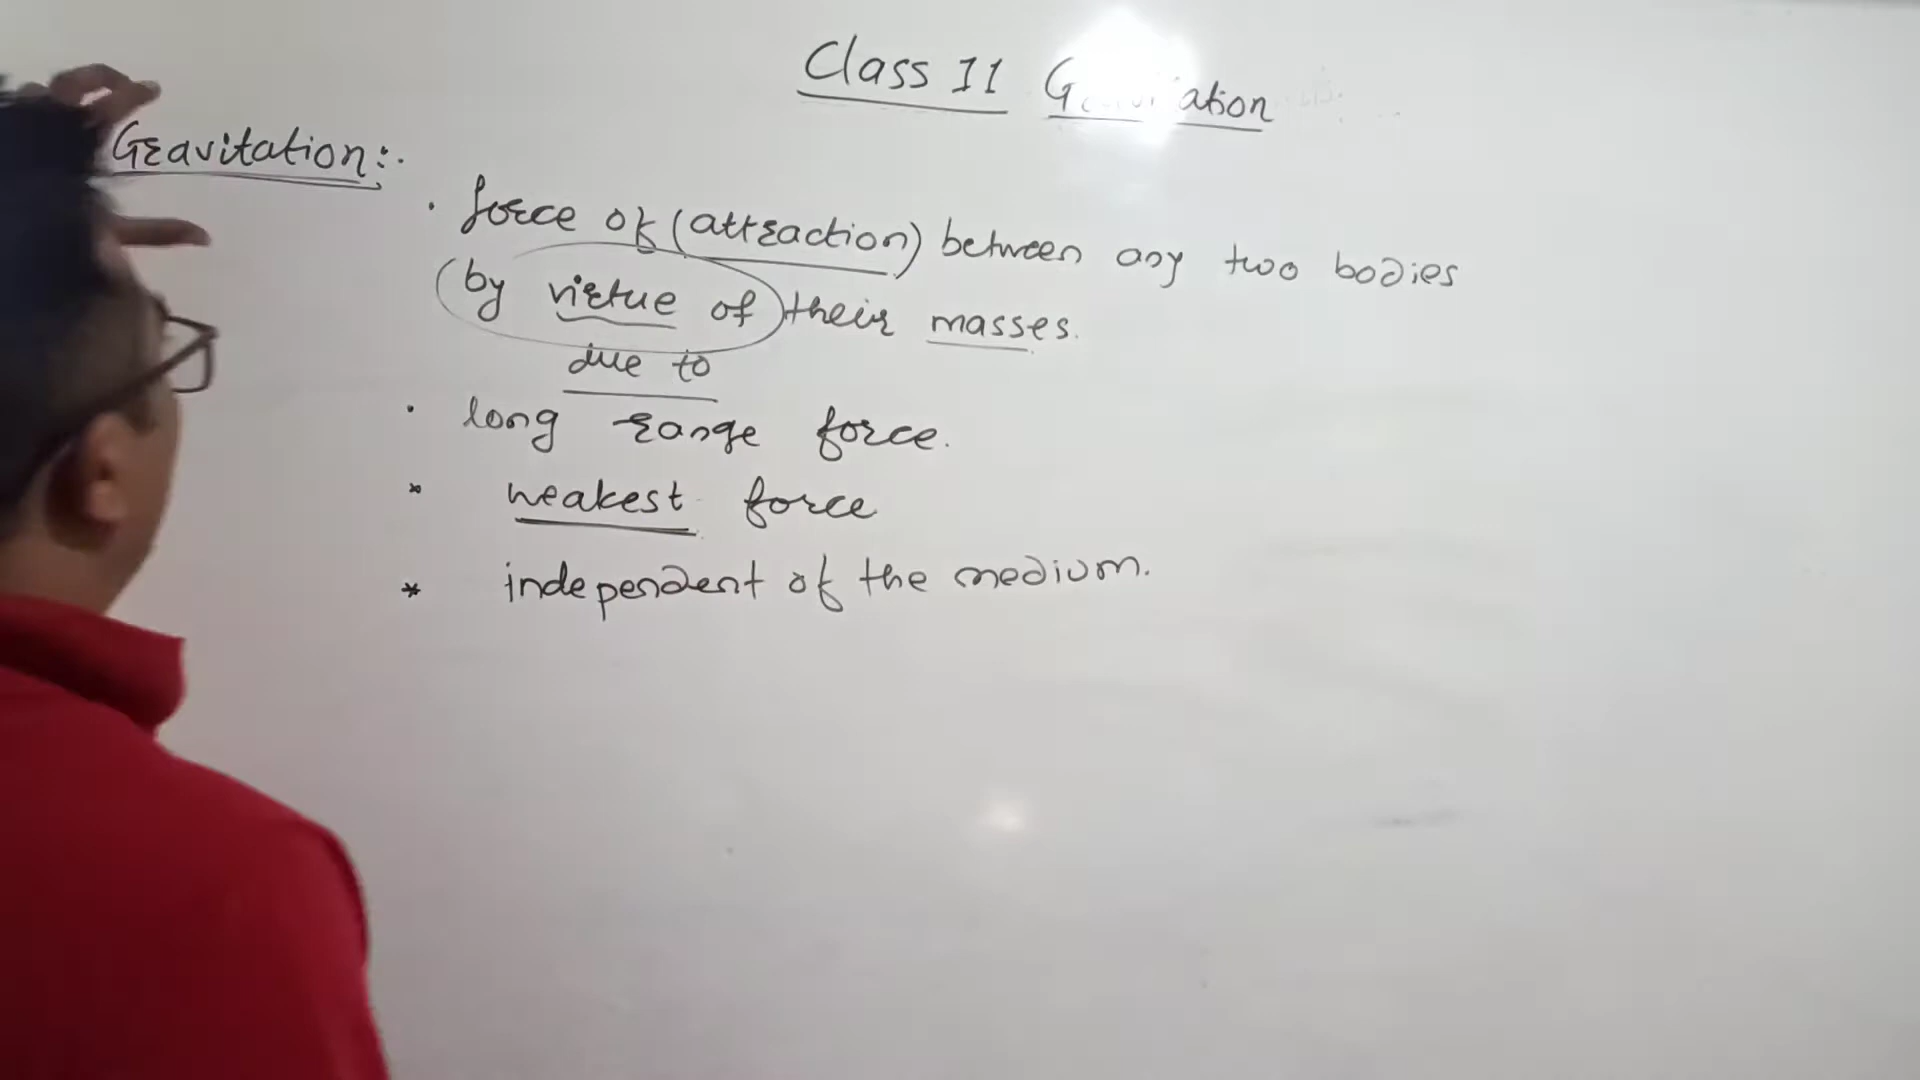 Class 11 Gravitation
Gravitation:.
. force of (attraction) between any two bodies
(by virtue of) their masses.
due to
. long range force.
* weakest force
* independent of the medium.